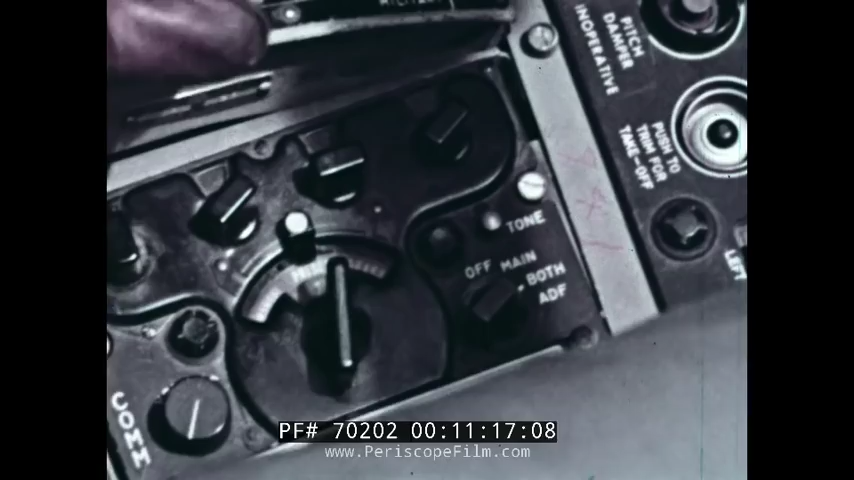 PITCH
DAMPER
INOPERATIVE
PUSH TO
TRIM FOR
TAKE-OFF
LEFT
TONE
OFF MAIN
BOTH
ADF
COMM
PF# 70202 00:11:17:08
www.PeriscopeFilm.com